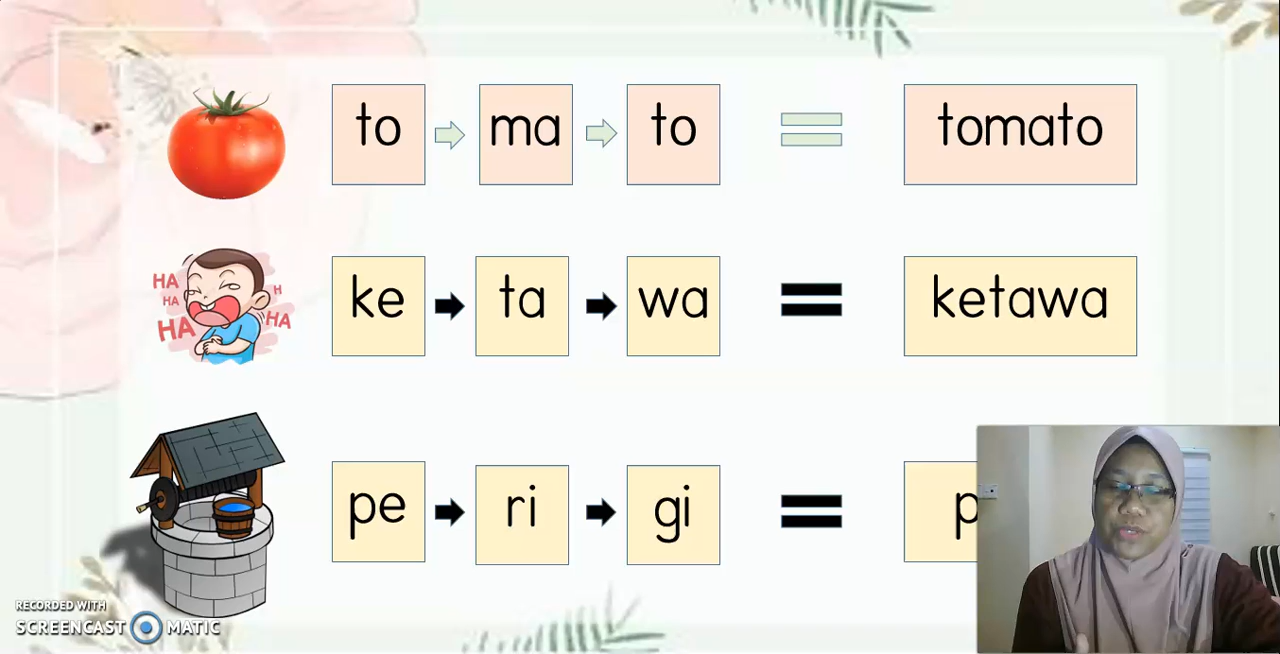 to ma to = tomato
HA
HA
H
HA
HA
ke ta wa = ketawa
pe ri gi = p
RECORDED WITH
SCREENCAST MATIC